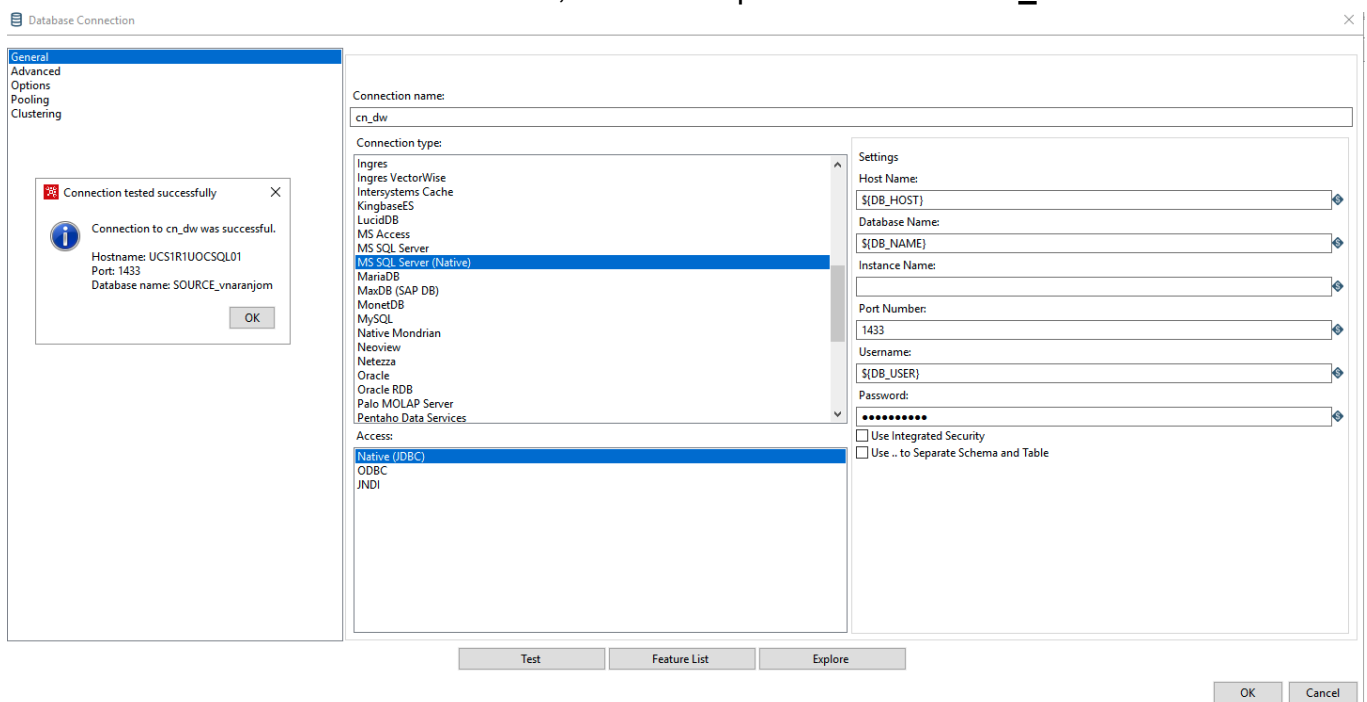 Database Connection
General
Advanced
Options
Pooling
Clustering
Connection tested successfully
Connection to cn_dw was successful.
Hostname: UCS1R1UOCSQL01
Port: 1433
Database name: SOURCE_vnaranjom
OK
Connection name:
cn_dw
Connection type:
Ingres
Ingres VectorWise
Intersystems Cache
KingbaseES
LucidDB
MS Access
MS SQL Server
MS SQL Server (Native)
MariaDB
MaxDB (SAP DB)
MonetDB
MySQL
Native Mondrian
Neoview
Netezza
Oracle
Oracle RDB
Palo MOLAP Server
Pentaho Data Services
Access:
Native (JDBC)
ODBC
JNDI
Settings
Host Name:
${DB_HOST}
Database Name:
${DB_NAME}
Instance Name:
Port Number:
1433
Username:
${DB_USER}
Password:
●●●●●●●●●●
Use Integrated Security
Use .. to Separate Schema and Table
Test
Feature List
Explore
OK
Cancel